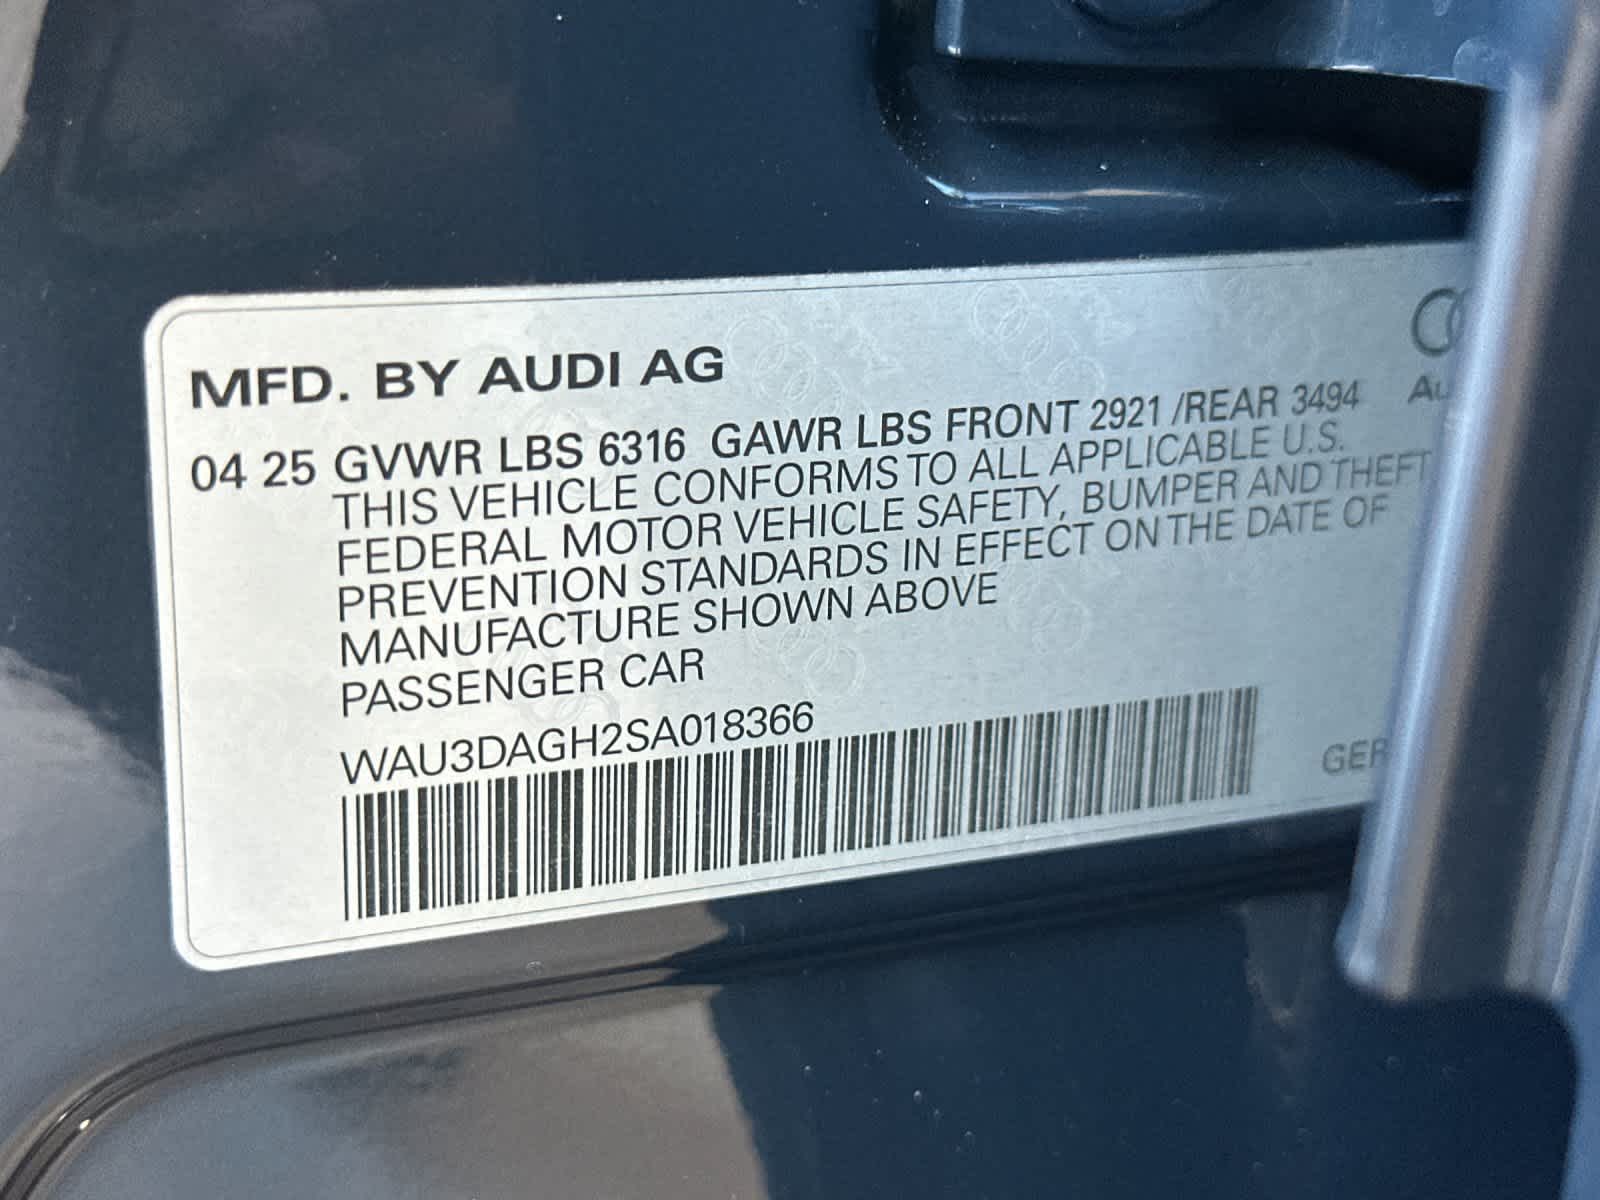 MFD. BY AUDI AG
04 25 GVWR LBS 6316 GAWR LBS FRONT 2921 /REAR 3494
THIS VEHICLE CONFORMS TO ALL APPLICABLE U.S.
FEDERAL MOTOR VEHICLE SAFETY, BUMPER AND THEFT
PREVENTION STANDARDS IN EFFECT ON THE DATE OF
MANUFACTURE SHOWN ABOVE
PASSENGER CAR
WAU3DAGH2SA018366